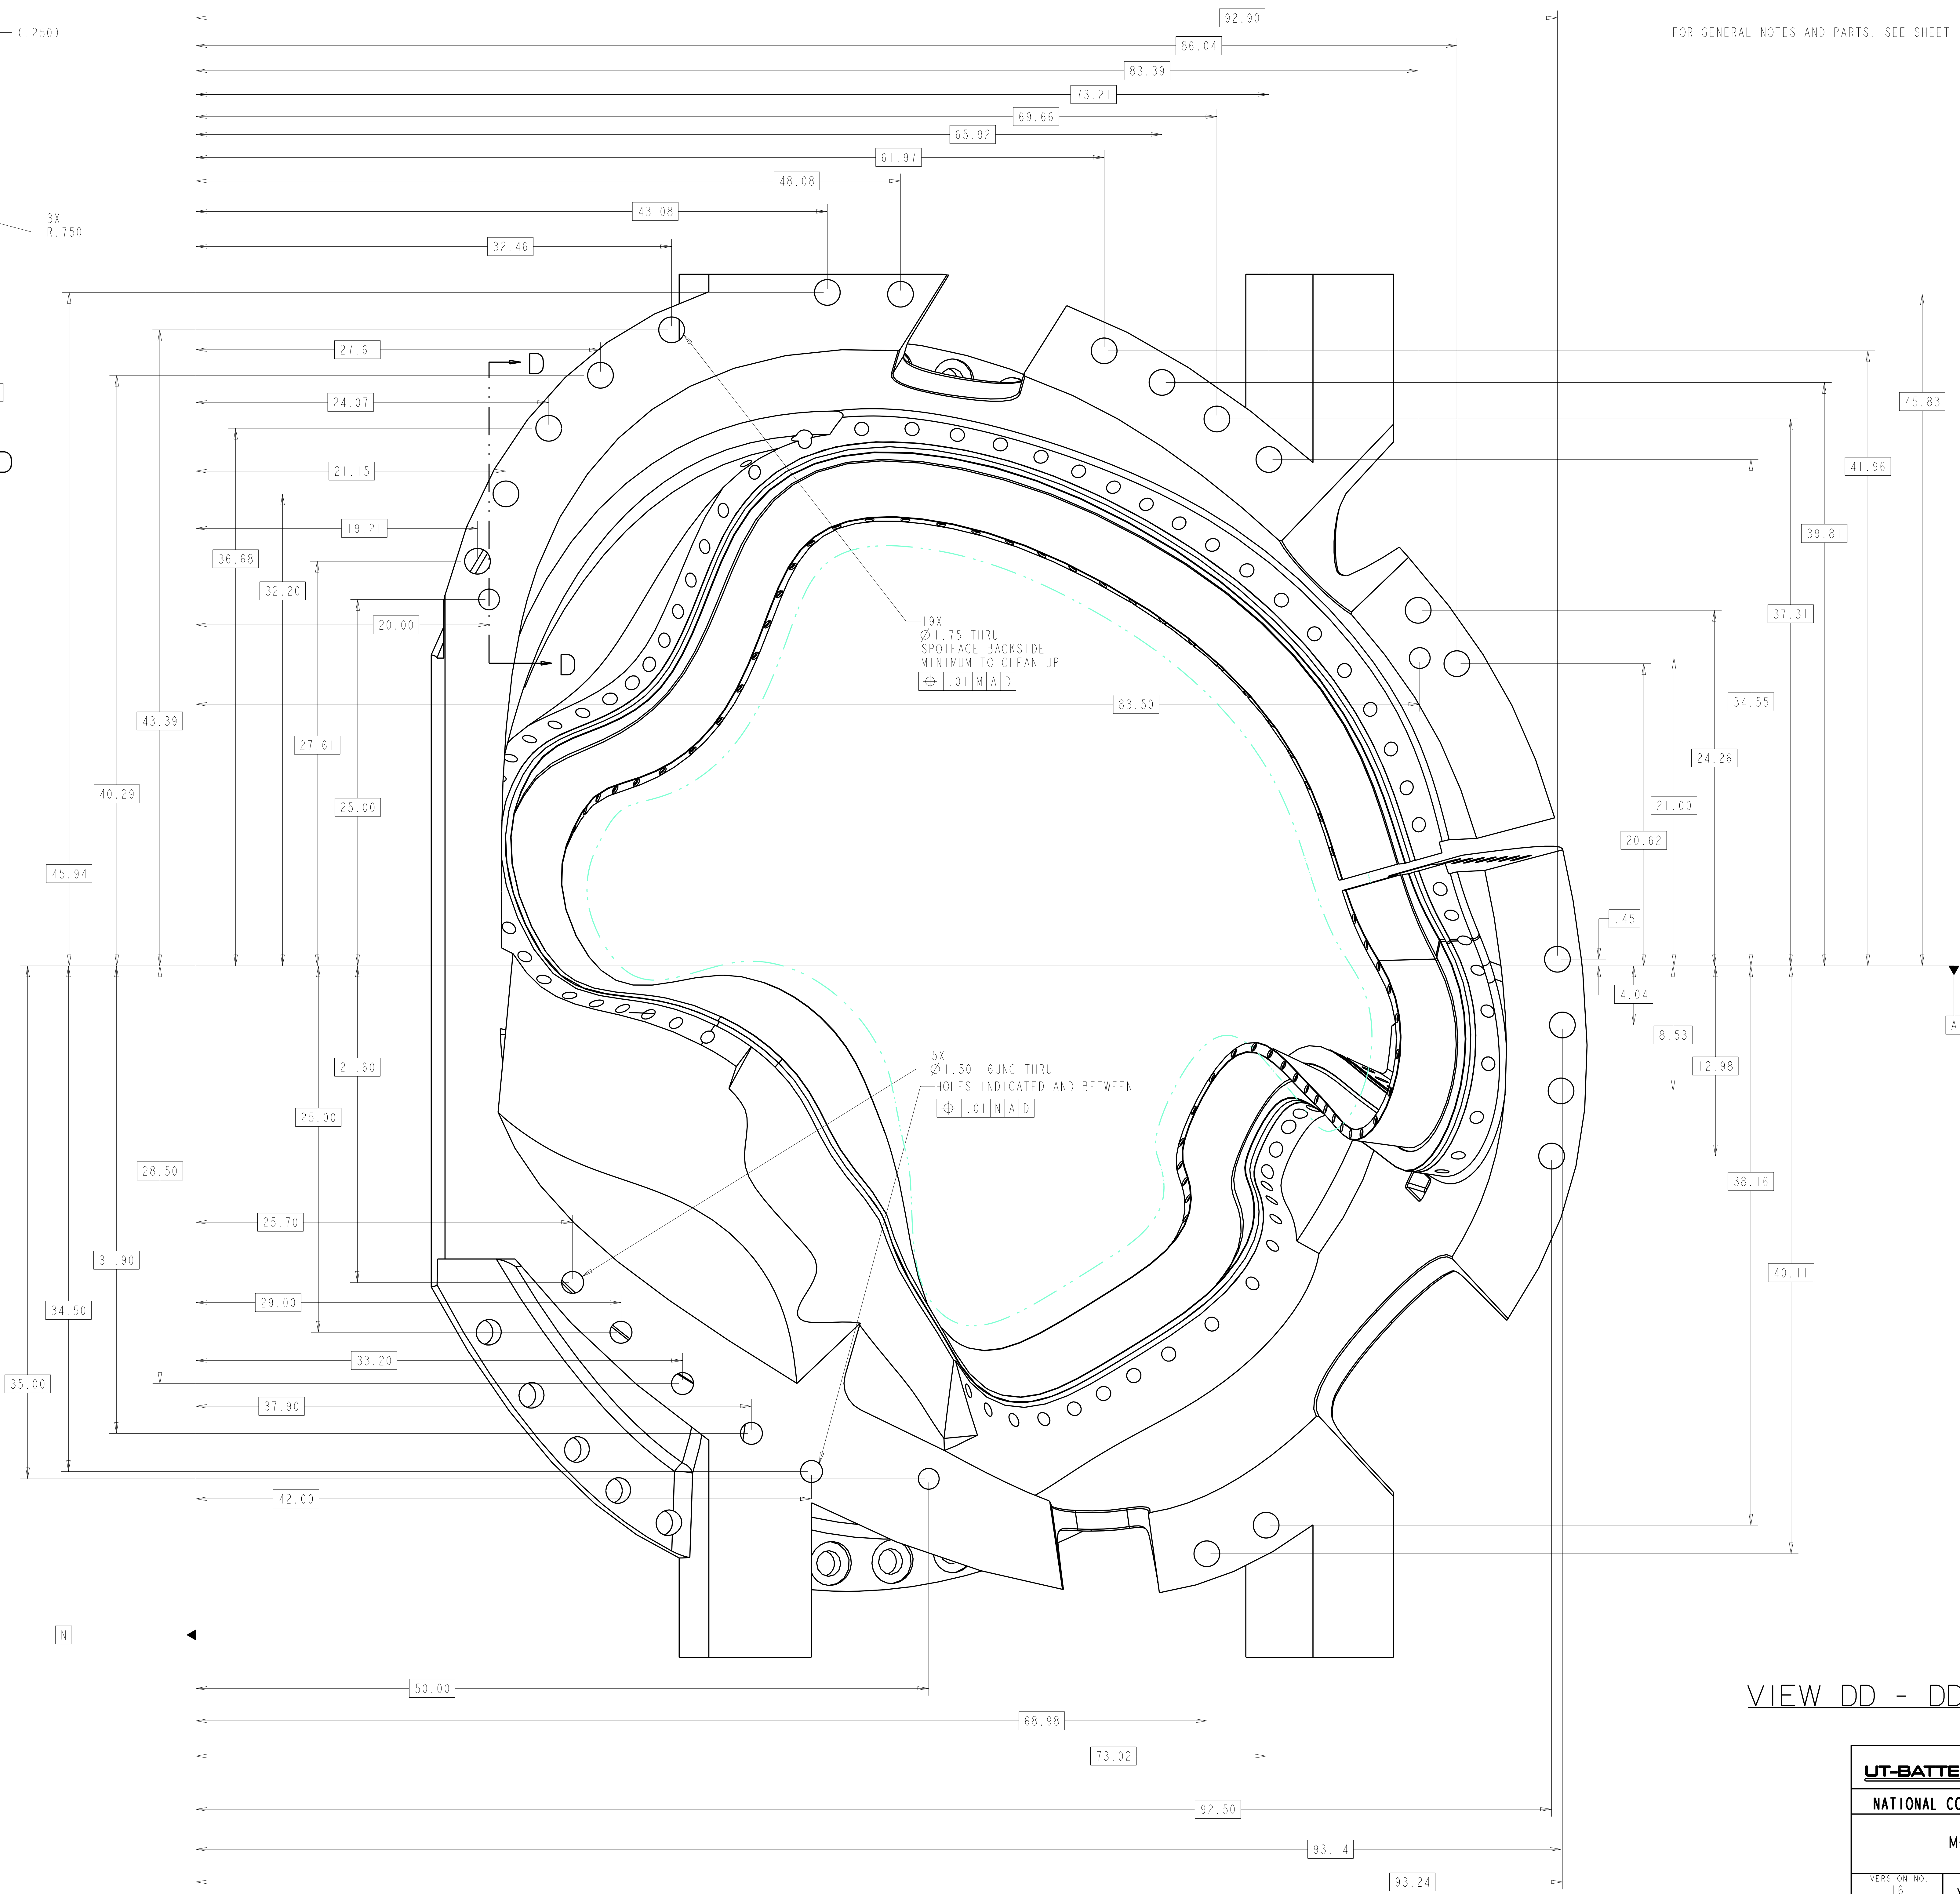 (.250)
92.90
FOR GENERAL NOTES AND PARTS, SEE SHEET
86.04
83.39
73.21
69.66
65.92
61.97
48.08
43.08
3X
R.750
32.46
27.61
D
24.07
45.83
D
41.96
21.15
19.21
39.81
36.68
32.20
37.31
20.00
19X
Ø1.75 THRU
SPOTFACE BACKSIDE
MINIMUM TO CLEAN UP
.01 M A D
D
83.50
34.55
43.39
27.61
24.26
40.29
25.00
21.00
20.62
45.94
.45
4.04
A
8.53
21.60
5X
Ø1.50 -6UNC THRU
HOLES INDICATED AND BETWEEN
.01 N A D
12.98
25.00
28.50
38.16
25.70
31.90
40.11
29.00
34.50
33.20
35.00
37.90
42.00
N
50.00
VIEW DD - DD
68.98
73.02
UT-BATTE
NATIONAL CO
92.50
93.14
93.24
VERSION NO.
16